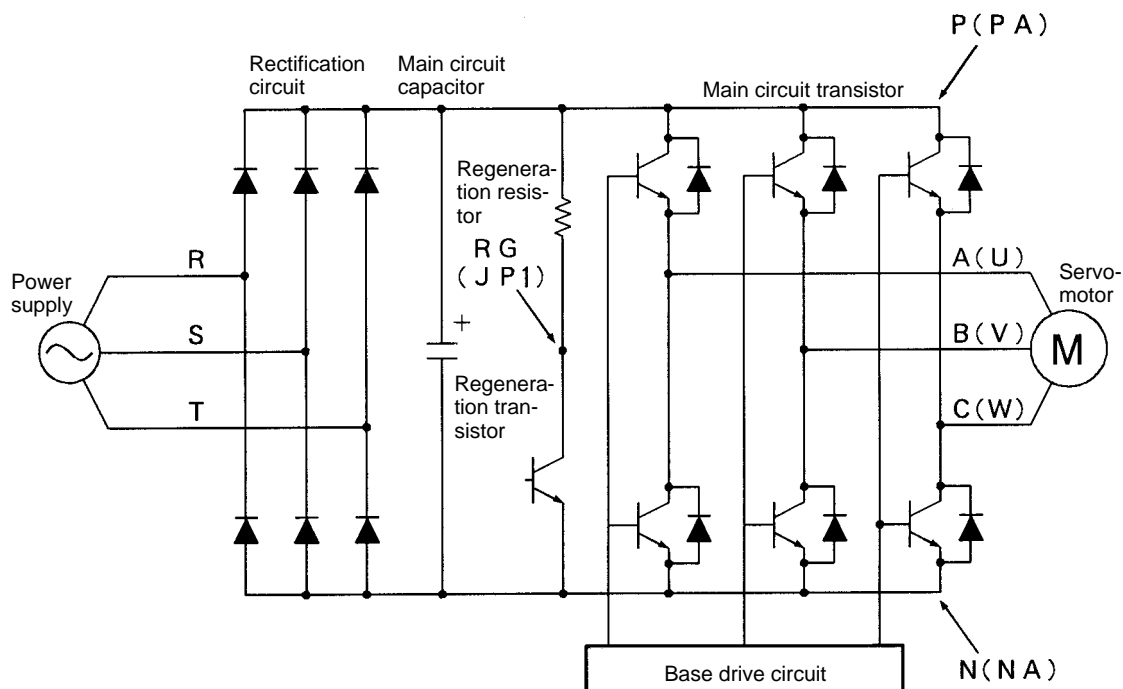 P(PA)
Rectification
circuit
Main circuit
capacitor
Main circuit transistor
Regenera-
tion resis-
tor
RG
(JP1)
Power
supply
R
S
T
+
Regenera-
tion tran-
sistor
A(U)
B(V)
C(W)
Servo-
motor
M
N(NA)
Base drive circuit